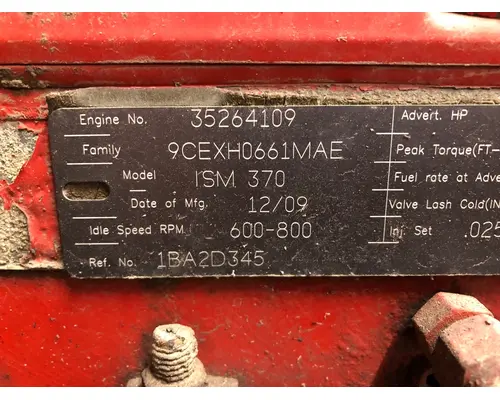 Engine No. 35264109
Family 9CEXH0661MAE
Model ISM 370
Date of Mfg. 12/09
Idle Speed RPM 600-800
Ref. No. 1BA2D345
Advert. HP
Peak Torque(FT-
Fuel rate at Adve
Valve Lash Cold(IN
Inj. Set .025